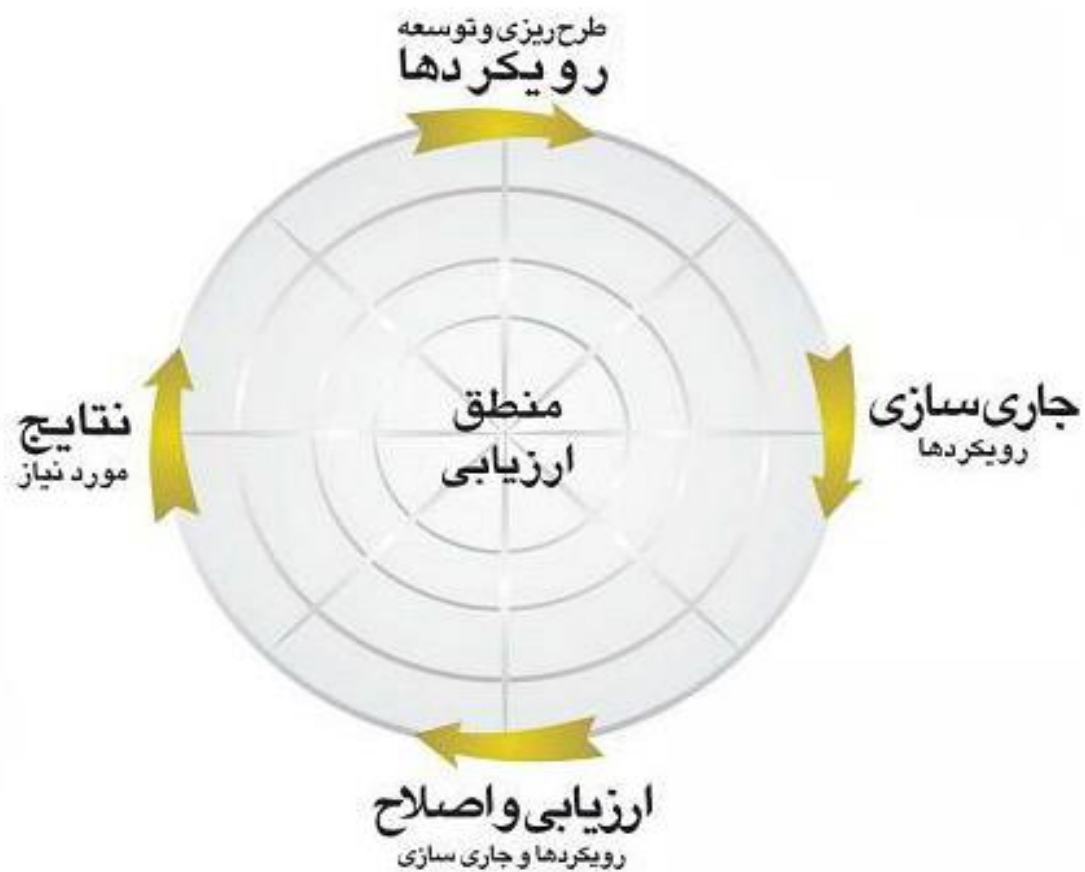 طرح‌ریزی و توسعه
رویکردها
جاری‌سازی
رویکردها
منطق
ارزیابی
نتایج
مورد نیاز
ارزیابی و اصلاح
رویکردها و جاری سازی